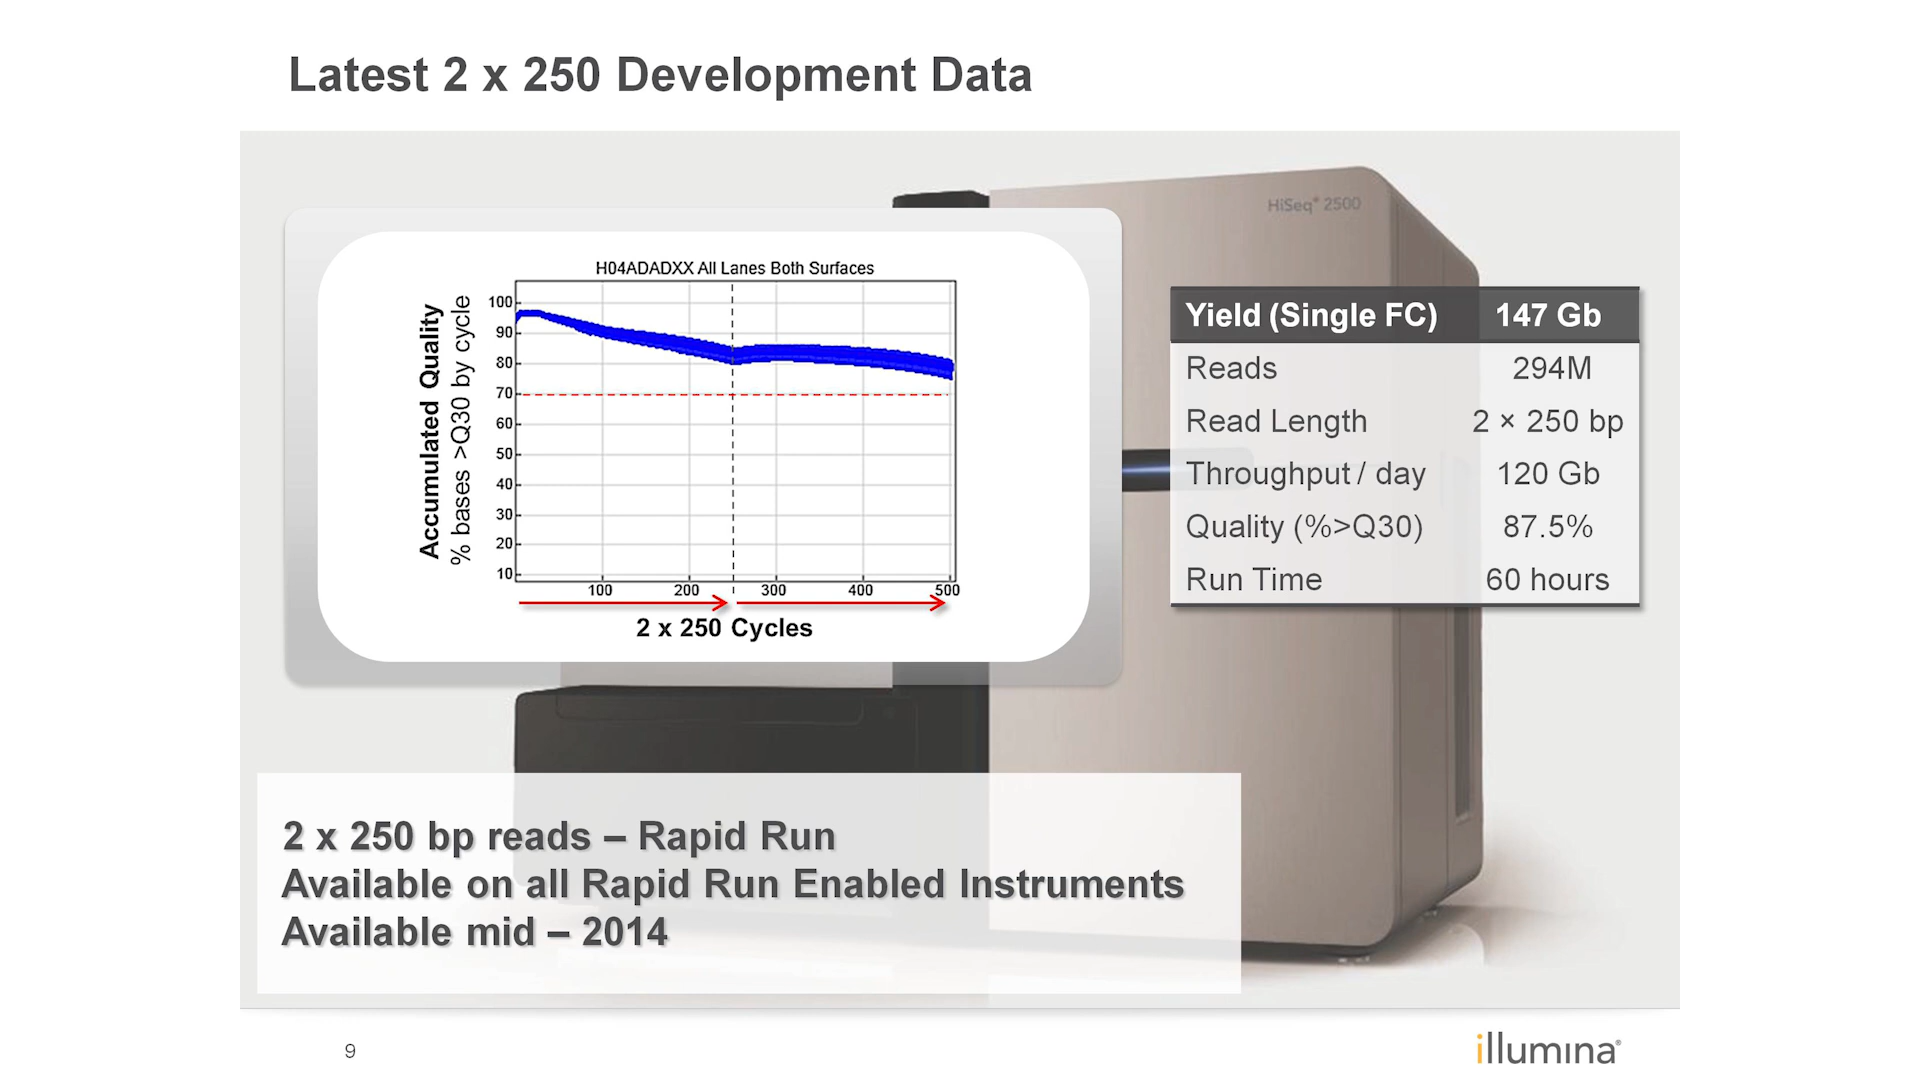 Latest 2 x 250 Development Data
HiSeq® 2500
H04ADADXX All Lanes Both Surfaces
Accumulated Quality
% bases >Q30 by cycle
100
90
80
70
60
50
40
30
20
10
100 200 300 400 500
2 x 250 Cycles
Yield (Single FC) 147 Gb
Reads 294M
Read Length 2 × 250 bp
Throughput / day 120 Gb
Quality (%>Q30) 87.5%
Run Time 60 hours
2 x 250 bp reads – Rapid Run
Available on all Rapid Run Enabled Instruments
Available mid – 2014
9
illumına®